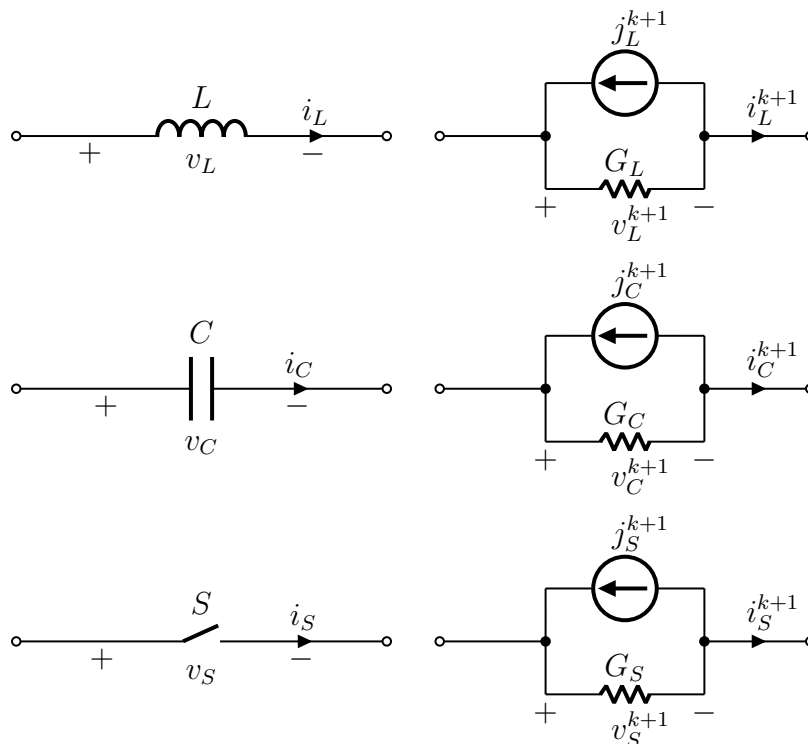 L
i_L
+ v_L −
j_L^{k+1}
i_L^{k+1}
G_L
+ v_L^{k+1} −
C
i_C
+ v_C −
j_C^{k+1}
i_C^{k+1}
G_C
+ v_C^{k+1} −
S
i_S
+ v_S −
j_S^{k+1}
i_S^{k+1}
G_S
+ v_S^{k+1} −